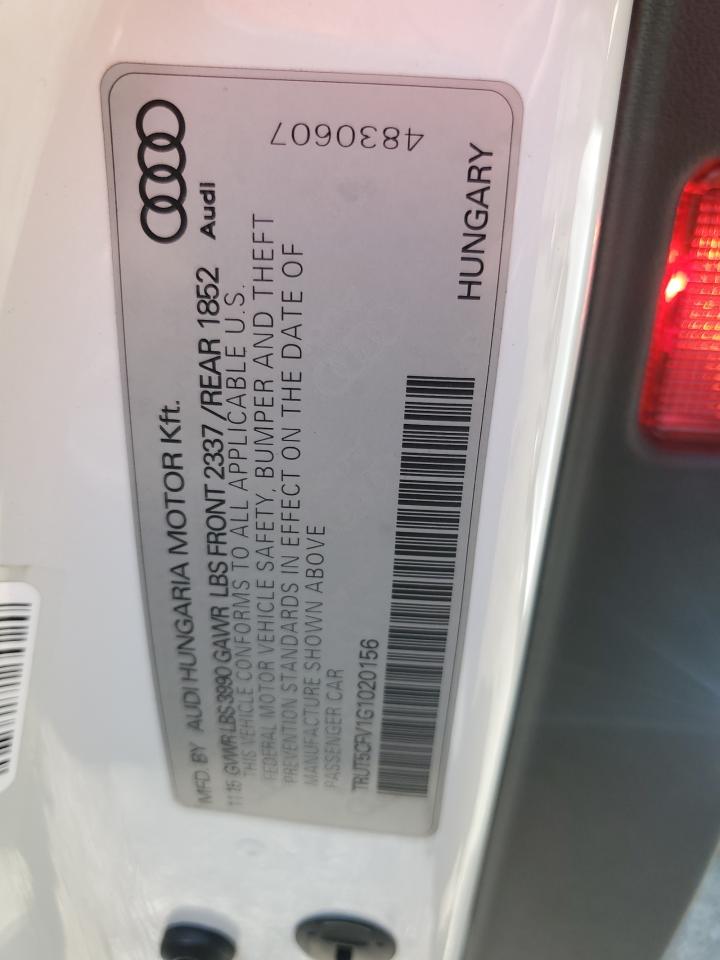 MFD. BY AUDI HUNGARIA MOTOR Kft.
11.15 GVWR LBS 3990 GAWR LBS FRONT 2337 / REAR 1852
THIS VEHICLE CONFORMS TO ALL APPLICABLE U.S.
FEDERAL MOTOR VEHICLE SAFETY, BUMPER AND THEFT
PREVENTION STANDARDS IN EFFECT ON THE DATE OF
MANUFACTURE SHOWN ABOVE
PASSENGER CAR
TRUT5CFV1G1020156
Audi
4830607
HUNGARY